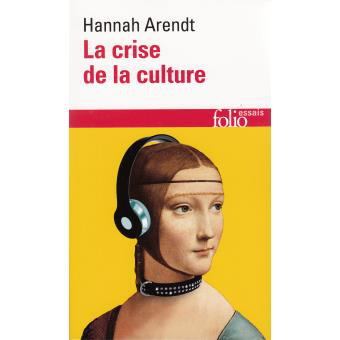 Hannah Arendt
La crise
de la culture
essais
folio